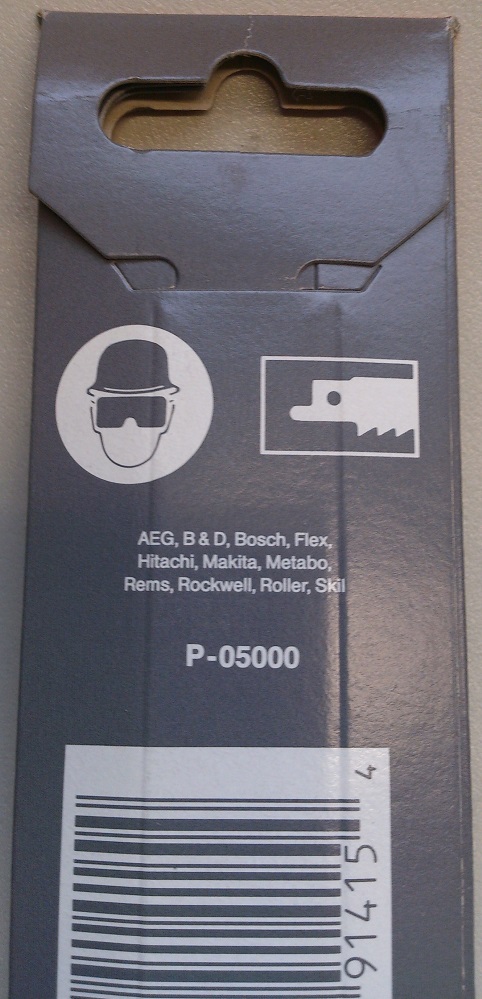 AEG, B & D, Bosch, Flex,
Hitachi, Makita, Metabo,
Rems, Rockwell, Roller, Skil
P-05000
91415 4